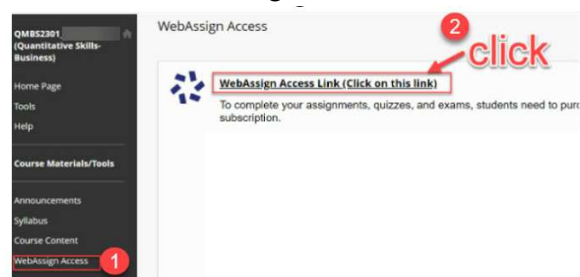 QMBS2301
(Quantitative Skills-
Business)
Home Page
Tools
Help
Course Materials/Tools
Announcements
Syllabus
Course Content
WebAssign Access
1
WebAssign Access
2
click
WebAssign Access Link (Click on this link)
To complete your assignments, quizzes, and exams, students need to
subscription.